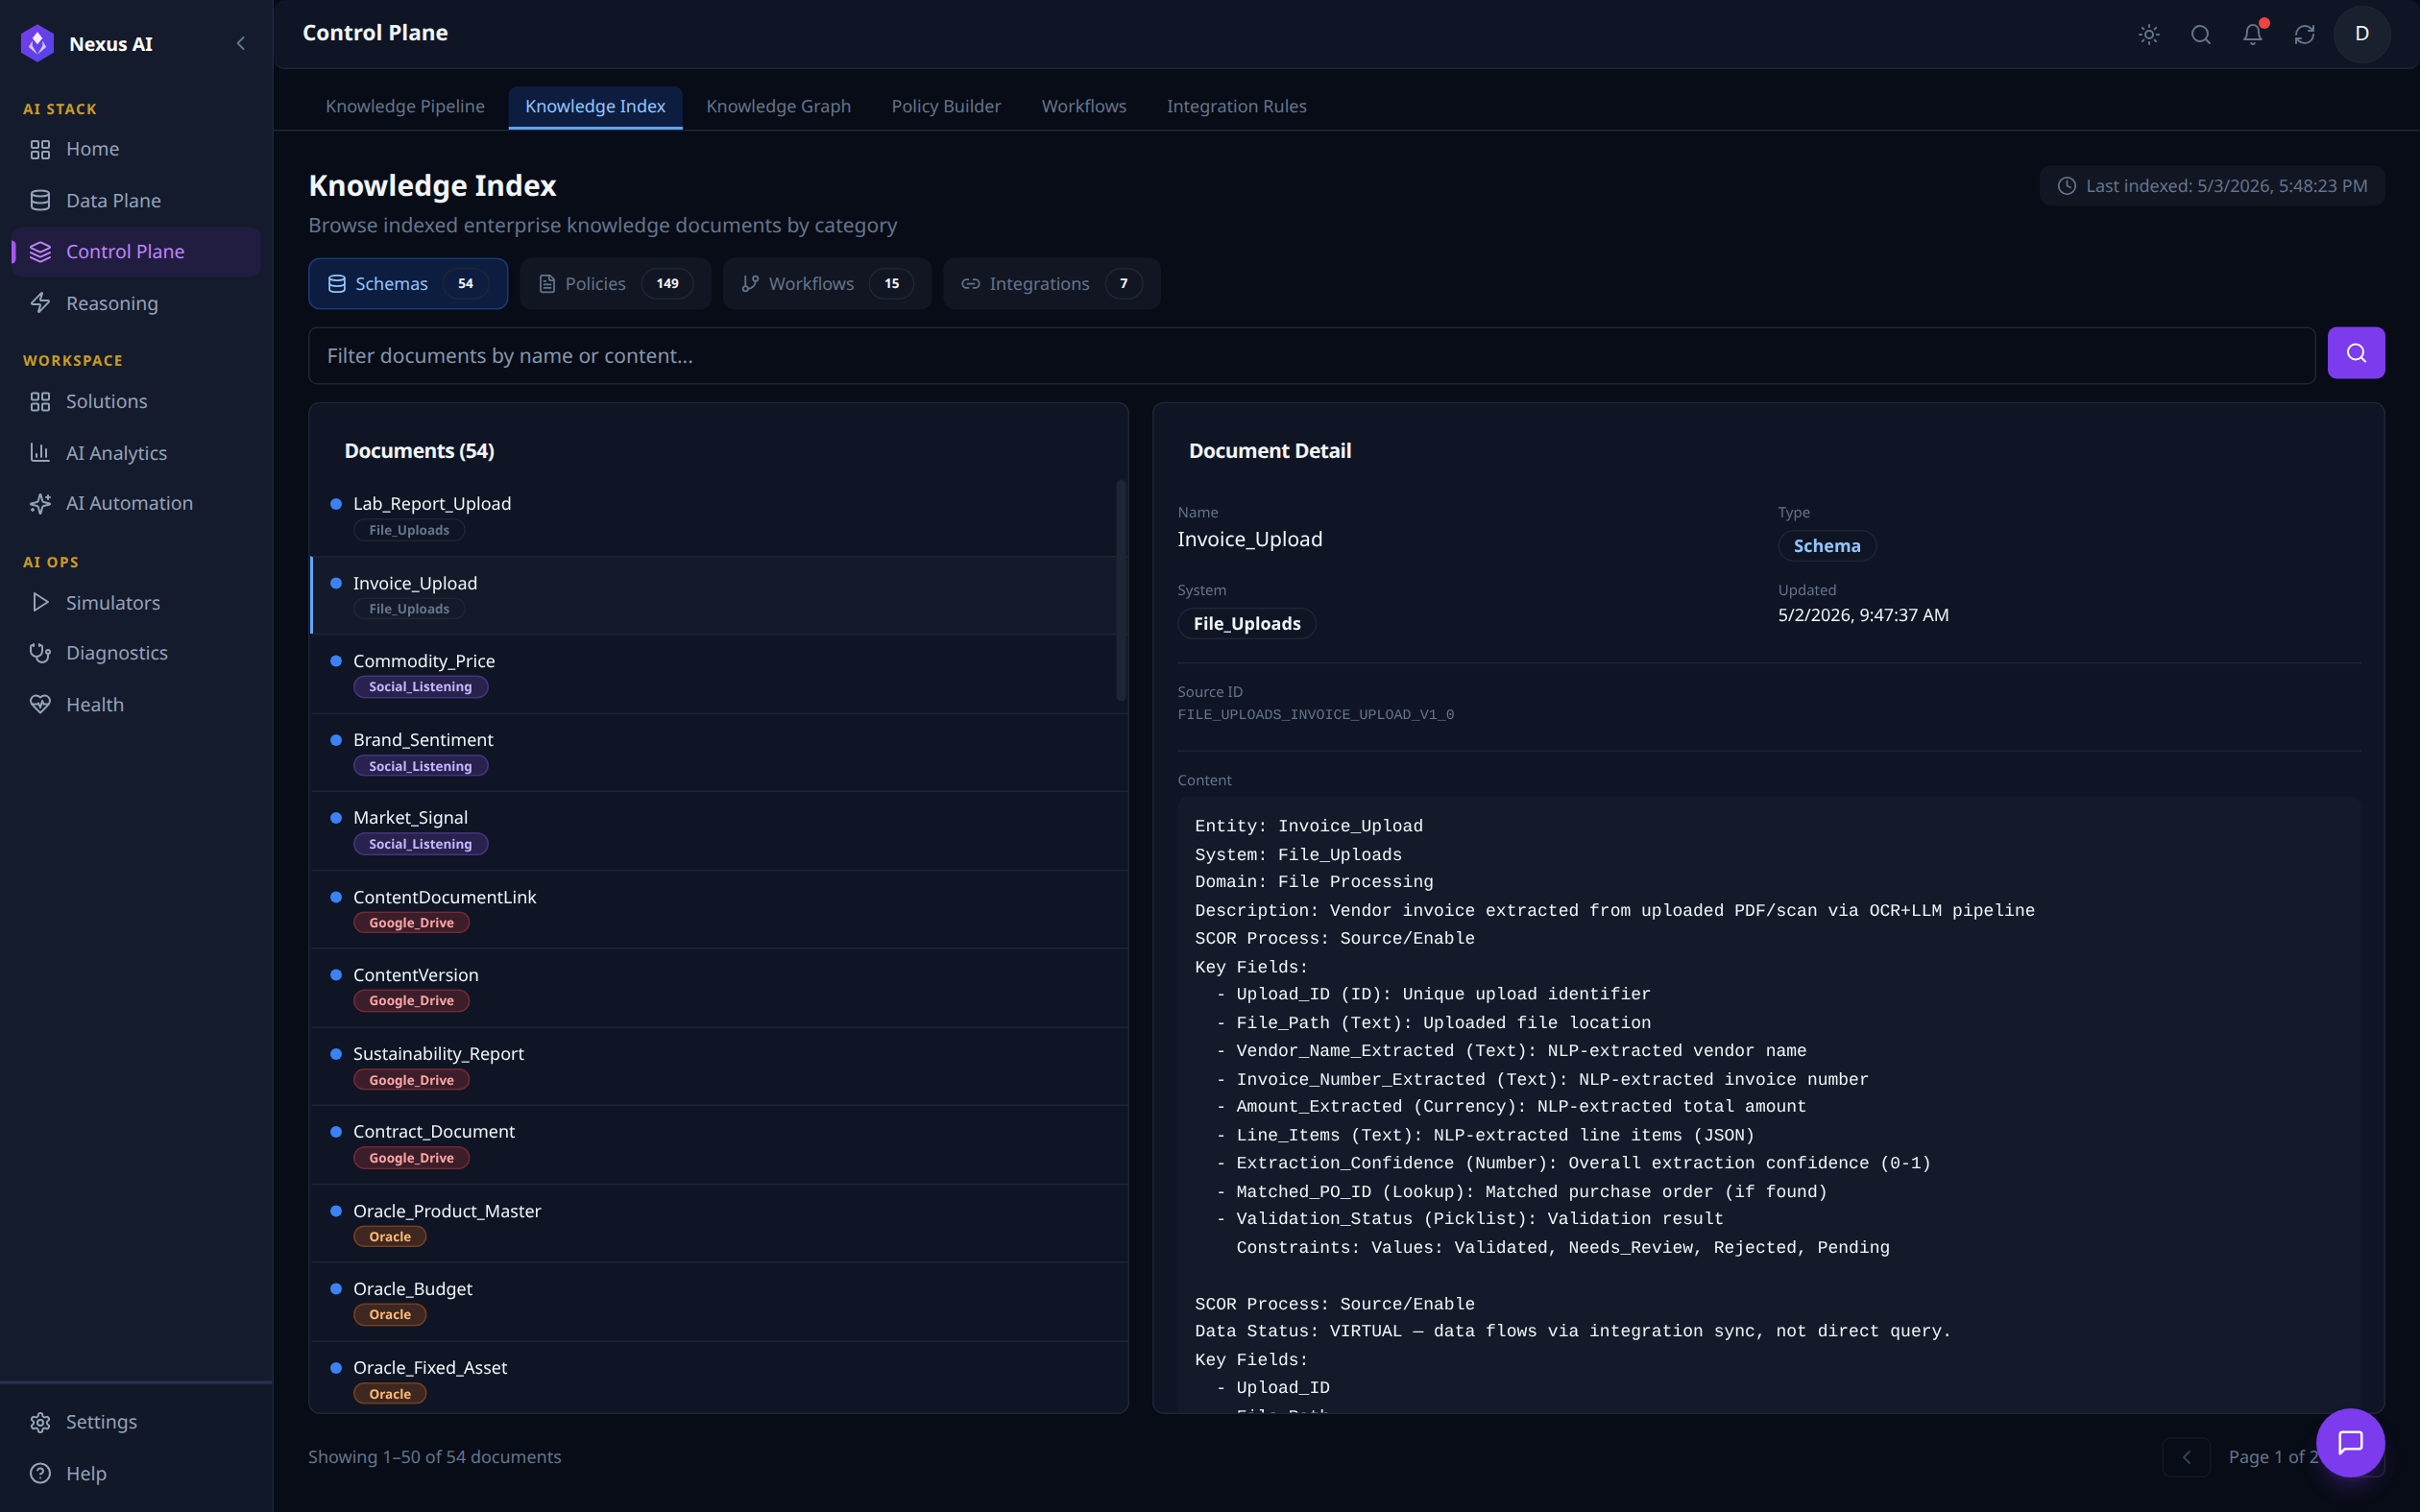 Nexus AI
AI STACK
Home
Data Plane
Control Plane
Reasoning
WORKSPACE
Solutions
AI Analytics
AI Automation
AI OPS
Simulators
Diagnostics
Health
Settings
Help
Control Plane
D
Knowledge Pipeline
Knowledge Index
Knowledge Graph
Policy Builder
Workflows
Integration Rules
Knowledge Index
Last indexed: 5/3/2026, 5:48:23 PM
Browse indexed enterprise knowledge documents by category
Schemas 54
Policies 149
Workflows 15
Integrations 7
Filter documents by name or content...
Documents (54)
Lab_Report_Upload
File_Uploads
Invoice_Upload
File_Uploads
Commodity_Price
Social_Listening
Brand_Sentiment
Social_Listening
Market_Signal
Social_Listening
ContentDocumentLink
Google_Drive
ContentVersion
Google_Drive
Sustainability_Report
Google_Drive
Contract_Document
Google_Drive
Oracle_Product_Master
Oracle
Oracle_Budget
Oracle
Oracle_Fixed_Asset
Oracle
Document Detail
Name
Invoice_Upload
Type
Schema
System
File_Uploads
Updated
5/2/2026, 9:47:37 AM
Source ID
FILE_UPLOADS_INVOICE_UPLOAD_V1_0
Content
Entity: Invoice_Upload
System: File_Uploads
Domain: File Processing
Description: Vendor invoice extracted from uploaded PDF/scan via OCR+LLM pipeline
SCOR Process: Source/Enable
Key Fields:
- Upload_ID (ID): Unique upload identifier
- File_Path (Text): Uploaded file location
- Vendor_Name_Extracted (Text): NLP-extracted vendor name
- Invoice_Number_Extracted (Text): NLP-extracted invoice number
- Amount_Extracted (Currency): NLP-extracted total amount
- Line_Items (Text): NLP-extracted line items (JSON)
- Extraction_Confidence (Number): Overall extraction confidence (0-1)
- Matched_PO_ID (Lookup): Matched purchase order (if found)
- Validation_Status (Picklist): Validation result
Constraints: Values: Validated, Needs_Review, Rejected, Pending
SCOR Process: Source/Enable
Data Status: VIRTUAL — data flows via integration sync, not direct query.
Key Fields:
- Upload_ID
Showing 1–50 of 54 documents
Page 1 of 2